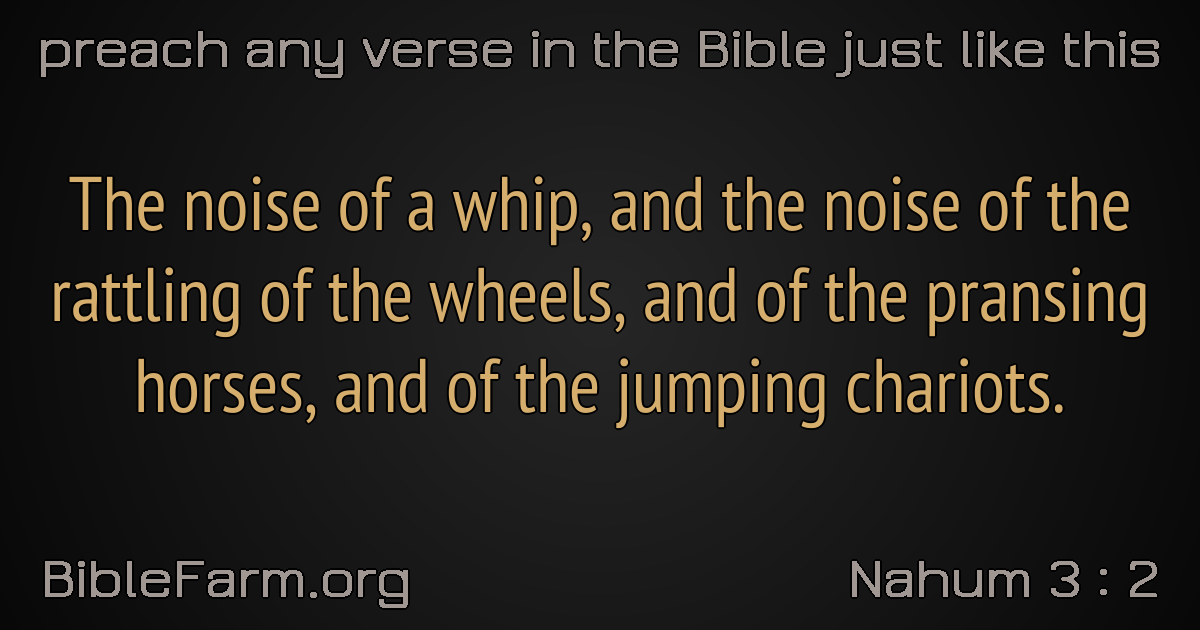 preach any verse in the Bible just like this
The noise of a whip, and the noise of the
rattling of the wheels, and of the pransing
horses, and of the jumping chariots.
BibleFarm.org
Nahum 3 : 2